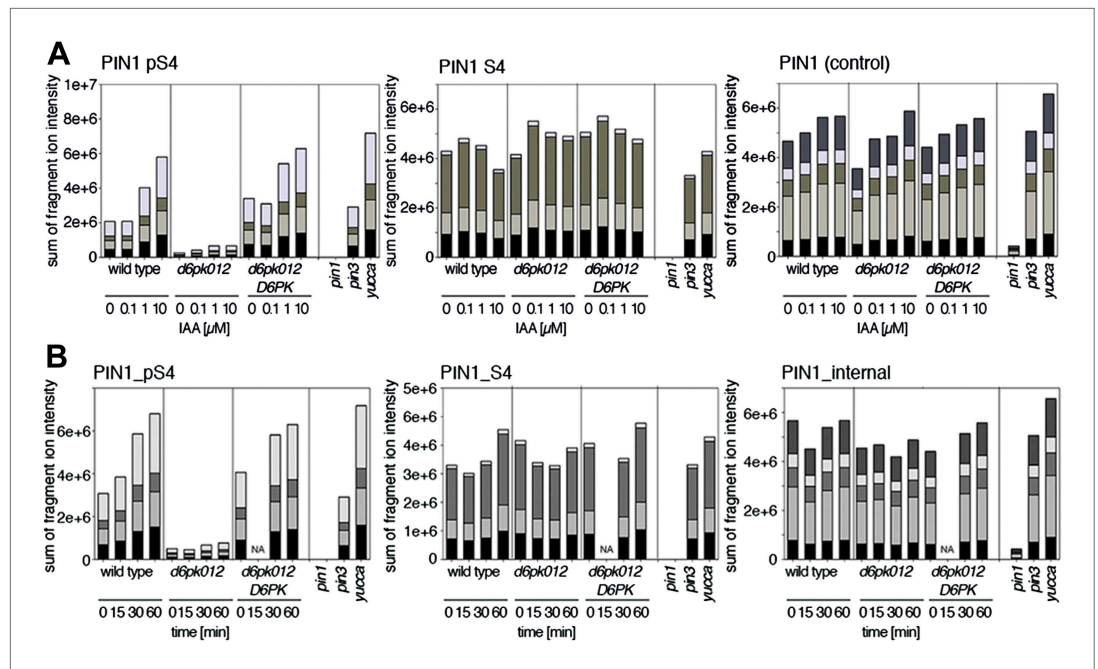 A
PIN1 pS4
PIN1 S4
PIN1 (control)
sum of fragment ion intensity
1e+7
8e+6
6e+6
4e+6
2e+6
0
wild type
d6pk012
d6pk012
D6PK
pin1
pin3
yucca
0 0.1 1 10
0 0.1 1 10
0 0.1 1 10
IAA [µM]
sum of fragment ion intensity
6e+6
4e+6
2e+6
0
wild type
d6pk012
d6pk012
D6PK
pin1
pin3
yucca
0 0.1 1 10
0 0.1 1 10
0 0.1 1 10
IAA [µM]
sum of fragment ion intensity
6e+6
4e+6
2e+6
0
wild type
d6pk012
d6pk012
D6PK
pin1
pin3
yucca
0 0.1 1 10
0 0.1 1 10
0 0.1 1 10
IAA [µM]
B
PIN1_pS4
PIN1_S4
PIN1_internal
sum of fragment ion intensity
6e+6
4e+6
2e+6
0
NA
wild type
d6pk012
d6pk012
D6PK
pin1
pin3
yucca
0 15 30 60
0 15 30 60
0 15 30 60
time [min]
sum of fragment ion intensity
5e+6
4e+6
3e+6
2e+6
1e+6
0
NA
wild type
d6pk012
d6pk012
D6PK
pin1
pin3
yucca
0 15 30 60
0 15 30 60
0 15 30 60
time [min]
sum of fragment ion intensity
6e+6
4e+6
2e+6
0
NA
wild type
d6pk012
d6pk012
D6PK
pin1
pin3
yucca
0 15 30 60
0 15 30 60
0 15 30 60
time [min]